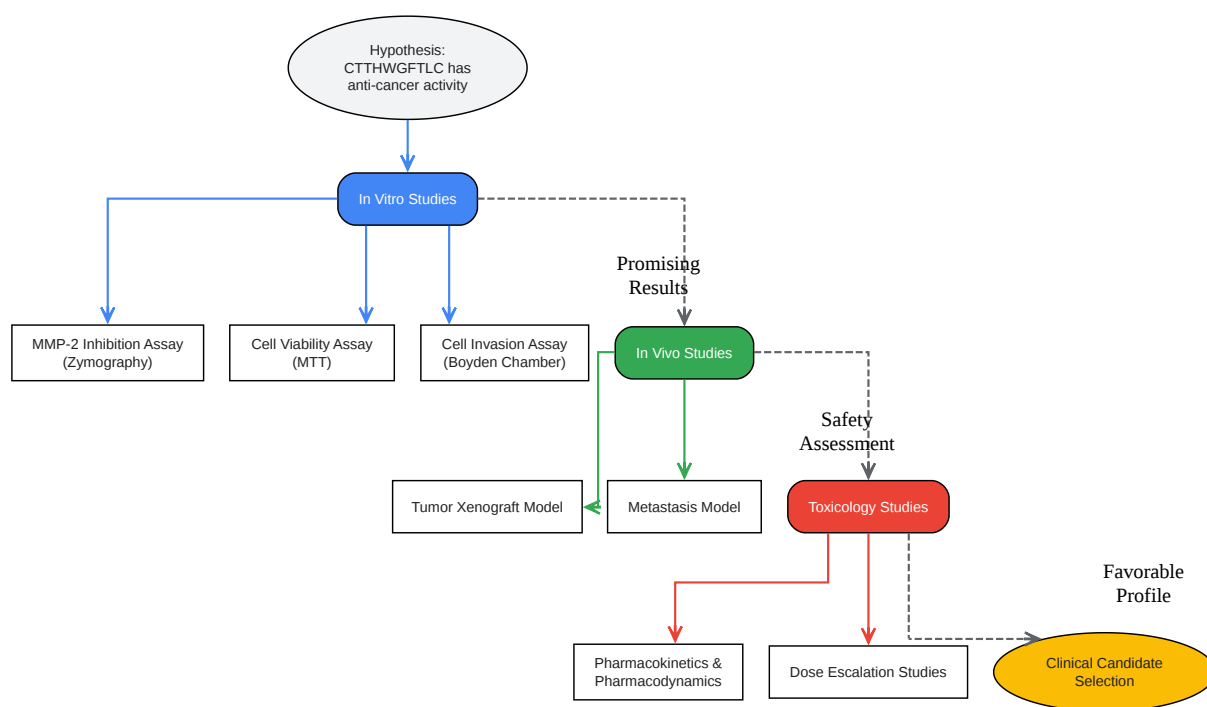 Hypothesis:
CTTHWGFTLC has
anti-cancer activity
In Vitro Studies
Promising
Results
MMP-2 Inhibition Assay
(Zymography)
Cell Viability Assay
(MTT)
Cell Invasion Assay
(Boyden Chamber)
In Vivo Studies
Safety
Assessment
Tumor Xenograft Model
Metastasis Model
Toxicology Studies
Favorable
Profile
Pharmacokinetics &
Pharmacodynamics
Dose Escalation Studies
Clinical Candidate
Selection